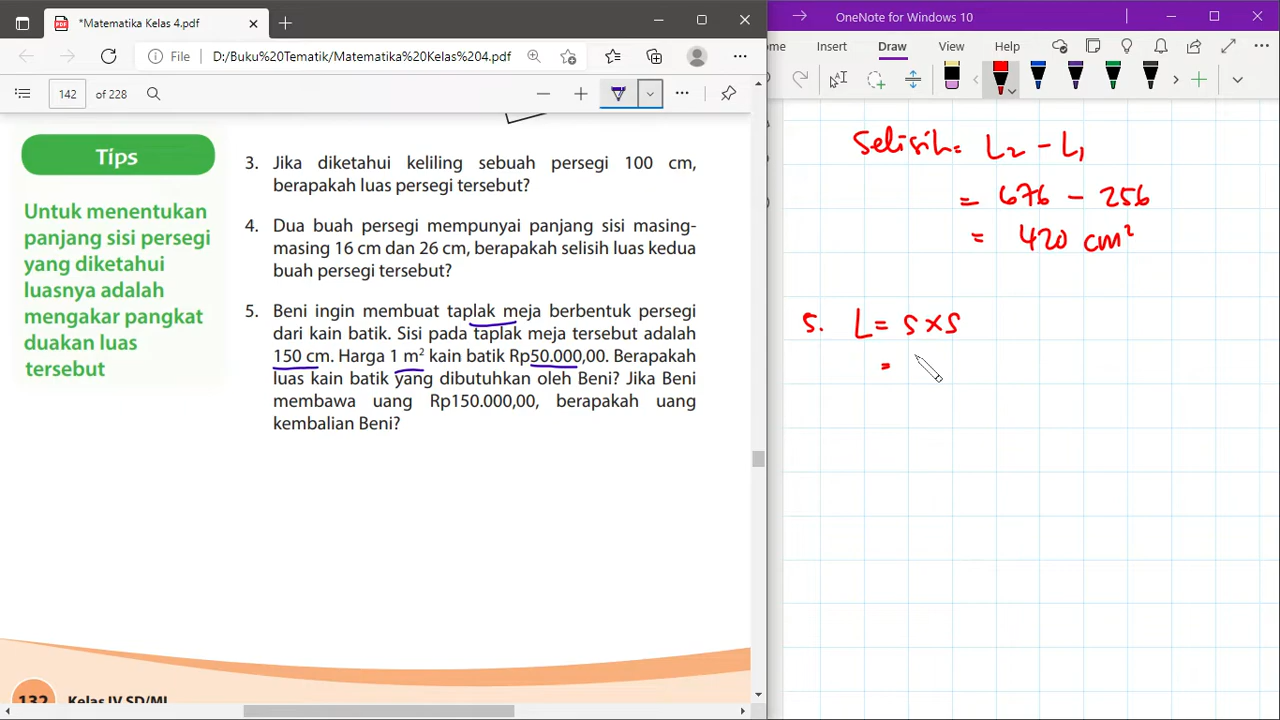 *Matematika Kelas 4.pdf
File
D:/Buku%20Tematik/Matematika%20Kelas%204.pdf
142
of 228
Tips
Untuk menentukan
panjang sisi persegi
yang diketahui
luasnya adalah
mengakar pangkat
duakan luas
tersebut
3. Jika diketahui keliling sebuah persegi 100 cm,
berapakah luas persegi tersebut?
4. Dua buah persegi mempunyai panjang sisi masing-
masing 16 cm dan 26 cm, berapakah selisih luas kedua
buah persegi tersebut?
5. Beni ingin membuat taplak meja berbentuk persegi
dari kain batik. Sisi pada taplak meja tersebut adalah
150 cm. Harga 1 m² kain batik Rp50.000,00. Berapakah
luas kain batik yang dibutuhkan oleh Beni? Jika Beni
membawa uang Rp150.000,00, berapakah uang
kembalian Beni?
132 Kelas IV SD/MI
OneNote for Windows 10
ome Insert Draw View Help
Selisih = L₂ - L₁
= 676 - 256
= 420 cm²
5. L = s x s
=